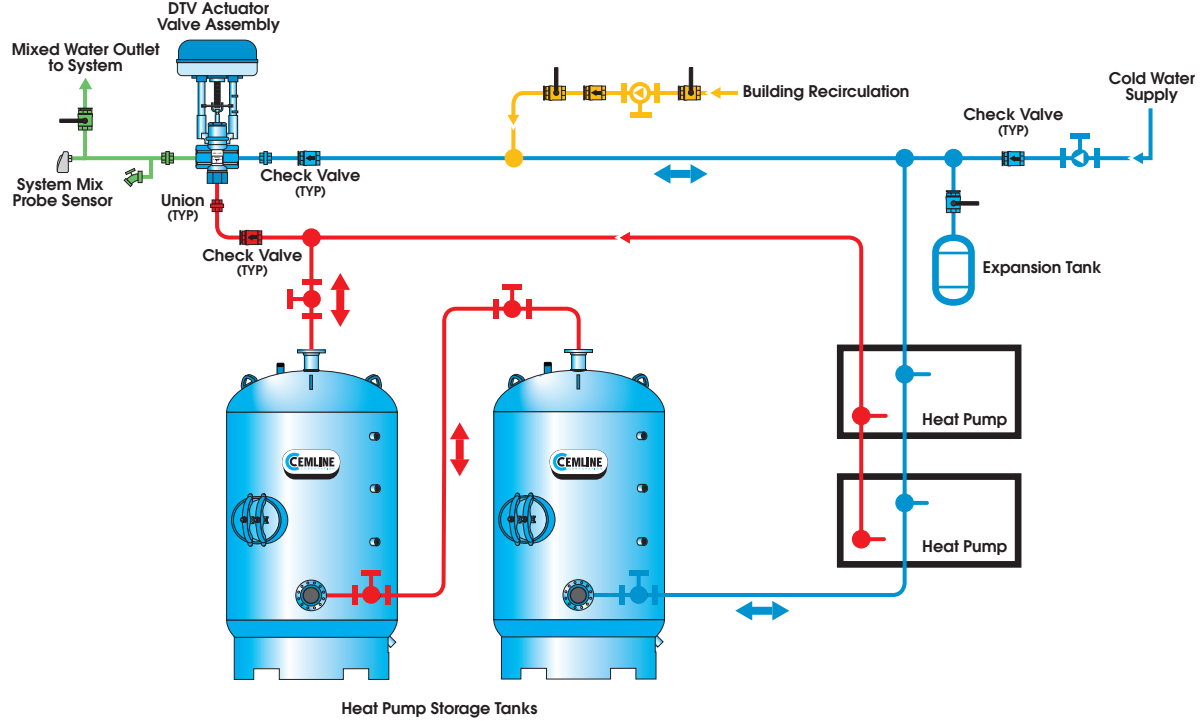 DTV Actuator
Valve Assembly
Mixed Water Outlet
to System
Building Recirculation
Cold Water
Supply
Check Valve
(TYP)
System Mix
Probe Sensor
Union
(TYP)
Check Valve
(TYP)
Check Valve
(TYP)
Expansion Tank
Heat Pump
CEMLINE
CEMLINE
Heat Pump
Heat Pump Storage Tanks